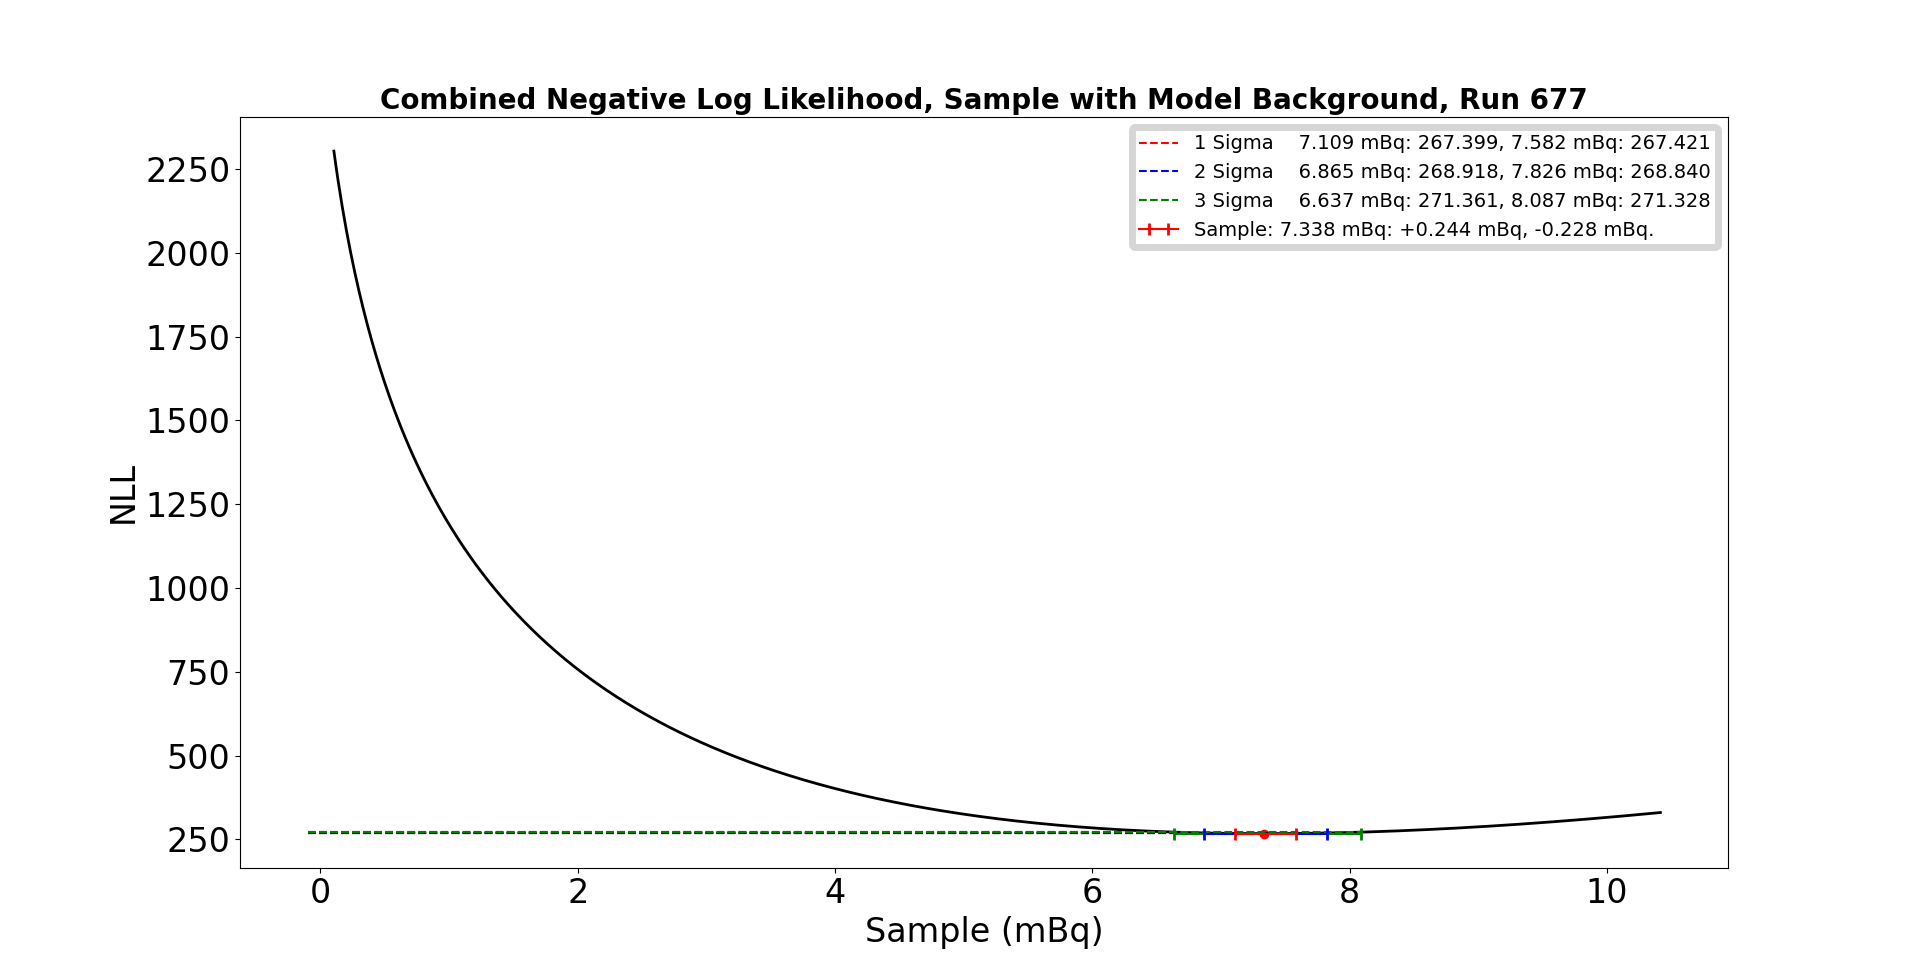 Combined Negative Log Likelihood, Sample with Model Background, Run 677
1 Sigma    7.109 mBq: 267.399, 7.582 mBq: 267.421
2 Sigma    6.865 mBq: 268.918, 7.826 mBq: 268.840
3 Sigma    6.637 mBq: 271.361, 8.087 mBq: 271.328
Sample: 7.338 mBq: +0.244 mBq, -0.228 mBq.
NLL
2250
2000
1750
1500
1250
1000
750
500
250
0 2 4 6 8 10
Sample (mBq)